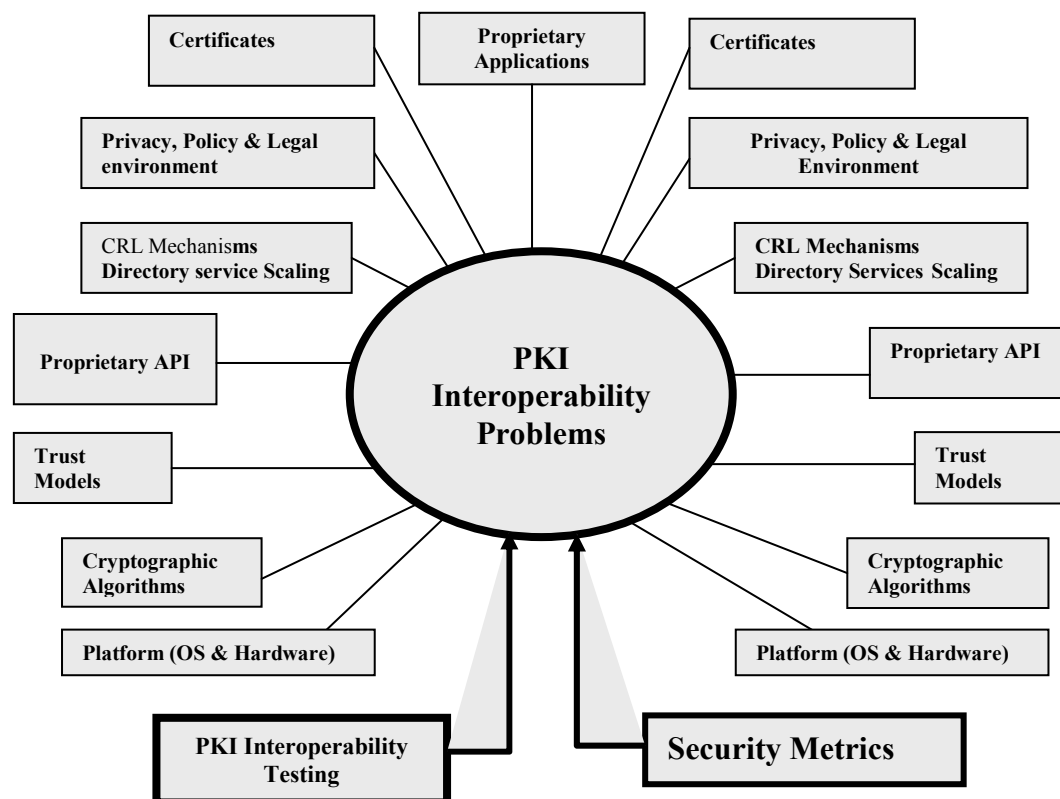 Certificates
Proprietary
Applications
Certificates
Privacy, Policy & Legal
environment
Privacy, Policy & Legal
Environment
CRL Mechanisms
Directory service Scaling
CRL Mechanisms
Directory Services Scaling
Proprietary API
PKI
Interoperability
Problems
Proprietary API
Trust
Models
Trust
Models
Cryptographic
Algorithms
Cryptographic
Algorithms
Platform (OS & Hardware)
Platform (OS & Hardware)
PKI Interoperability
Testing
Security Metrics